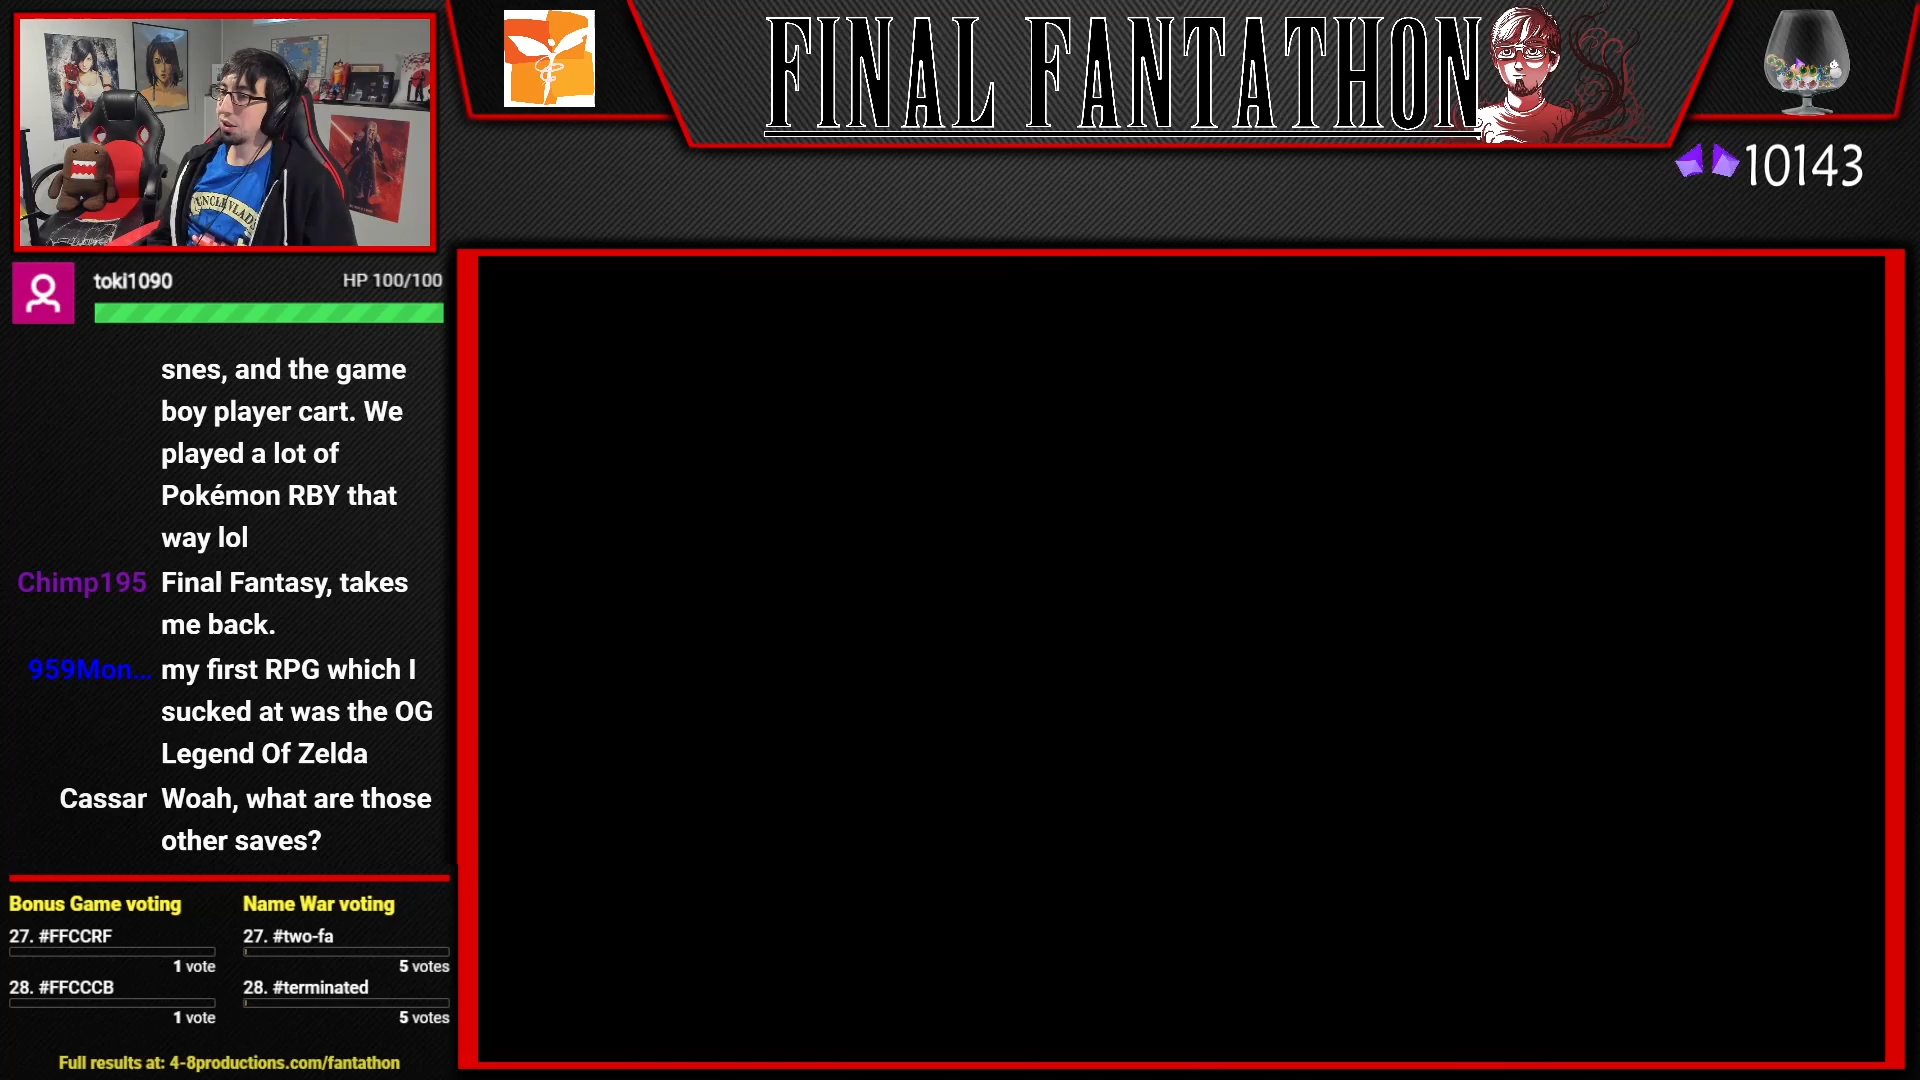 FINAL FANTATHON
10143
UNCLE VLAD
toki1090 HP 100/100
snes, and the game
boy player cart. We
played a lot of
Pokémon RBY that
way lol
Chimp195 Final Fantasy, takes
me back.
959Mon... my first RPG which I
sucked at was the OG
Legend Of Zelda
Cassar Woah, what are those
other saves?
Bonus Game voting
27. #FFCCRF
1 vote
28. #FFCCCB
1 vote
Name War voting
27. #two-fa
5 votes
28. #terminated
5 votes
Full results at: 4-8productions.com/fantathon